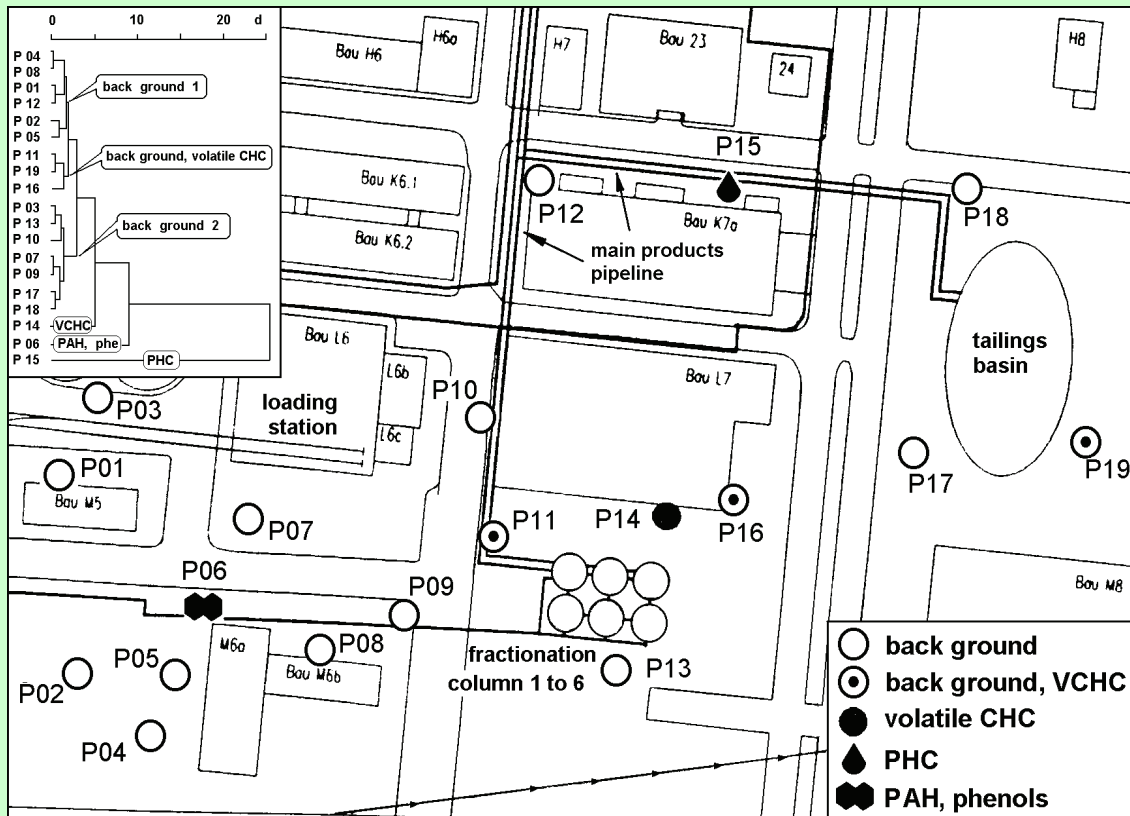 0 10 20 d
P 04
P 08
P 01
P 12
P 02
P 05
P 11
P 19
P 16
P 03
P 13
P 10
P 07
P 09
P 17
P 18
P 14
P 06
P 15
back ground 1
back ground, volatile CHC
back ground 2
VCHC
PAH, phe
PHC
Bau H6
H6a
H7
Bau 23
24
H8
P15
Bau K6.1
P12
Bau K7a
P18
Bau K6.2
main products
pipeline
Bau L6
L6b
tailings
basin
Bau L7
P10
P03
loading
station
L6c
P01
Bau M5
P17
P19
P07
P11
P14
P16
P06
P09
Bau M8
M6a
P08
P05
Bau M6b
P02
fractionation
column 1 to 6
P13
P04
back ground
back ground, VCHC
volatile CHC
PHC
PAH, phenols